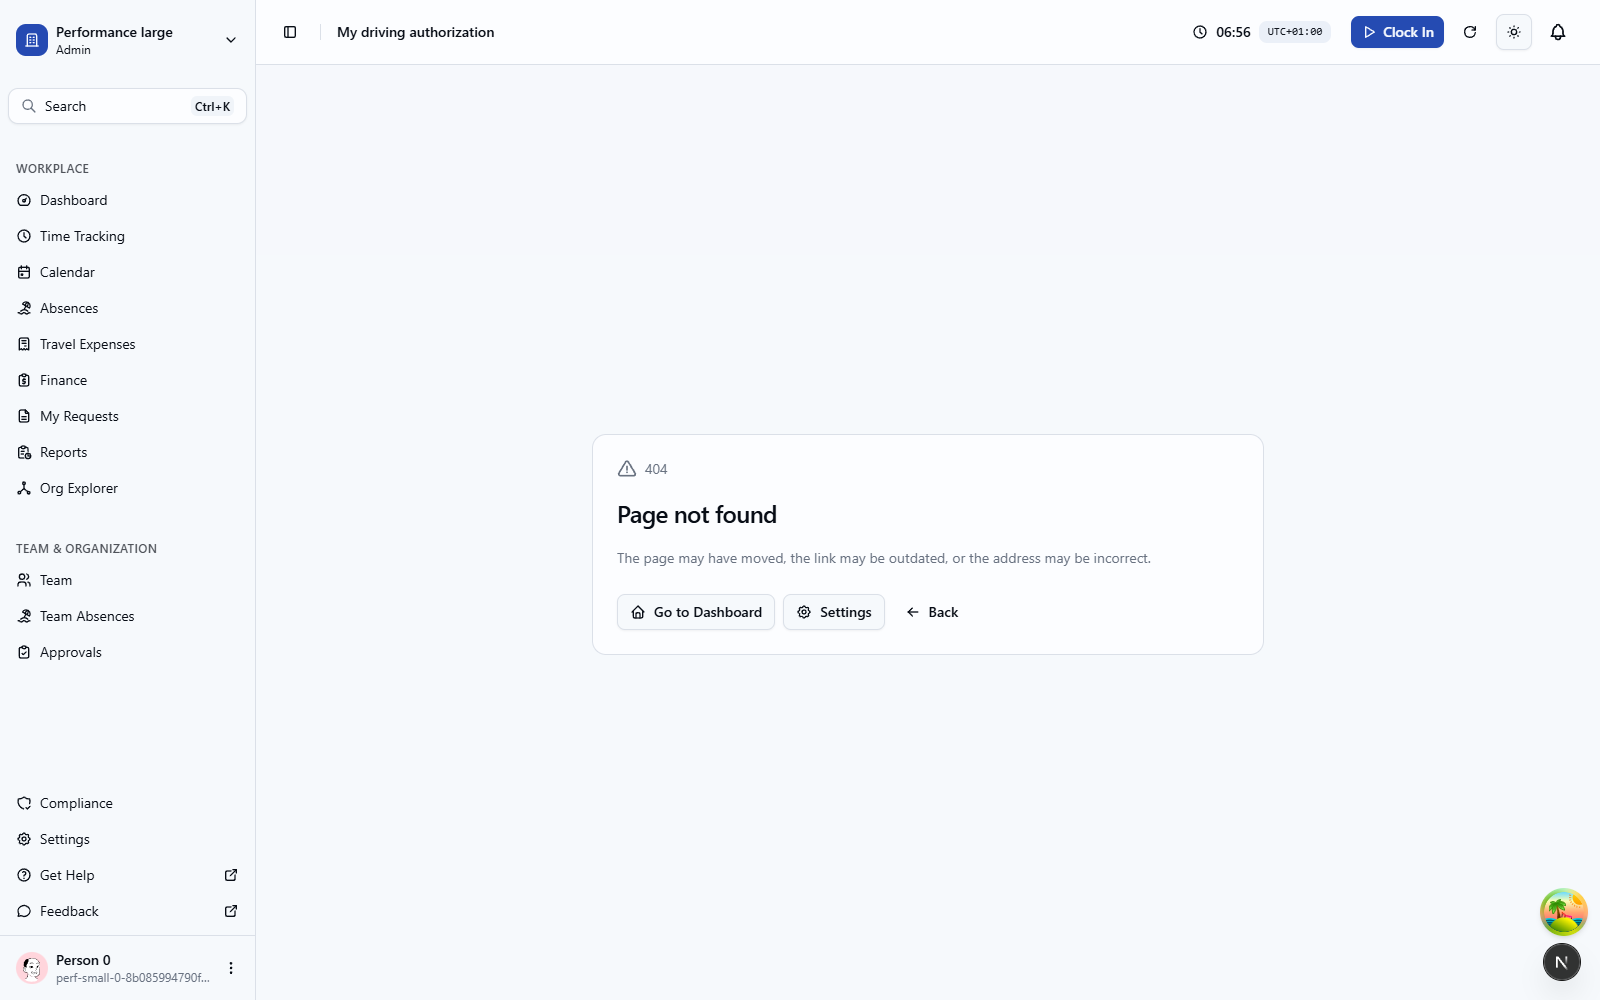 Performance large
Admin
Search
Ctrl+K
WORKPLACE
Dashboard
Time Tracking
Calendar
Absences
Travel Expenses
Finance
My Requests
Reports
Org Explorer
TEAM & ORGANIZATION
Team
Team Absences
Approvals
Compliance
Settings
Get Help
Feedback
Person 0
perf-small-0-8b085994790f...
My driving authorization
06:56
UTC+01:00
Clock In
404
Page not found
The page may have moved, the link may be outdated, or the address may be incorrect.
Go to Dashboard
Settings
Back
N